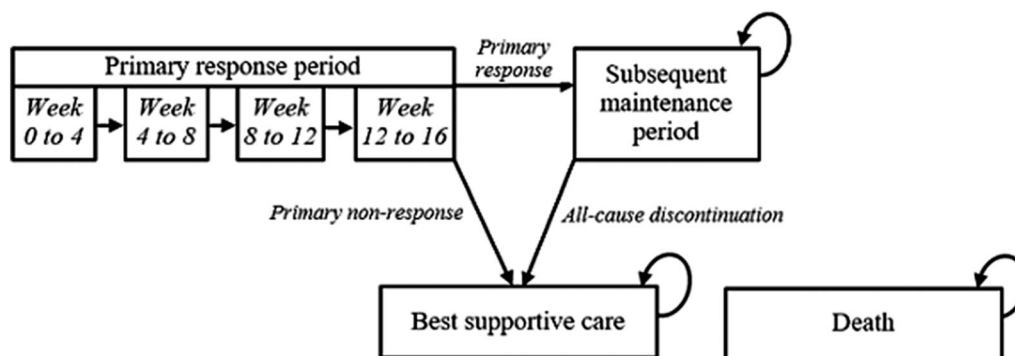 Primary response period
Week
0 to 4
Week
4 to 8
Week
8 to 12
Week
12 to 16
Primary
response
Subsequent
maintenance
period
Primary non-response
All-cause discontinuation
Best supportive care
Death